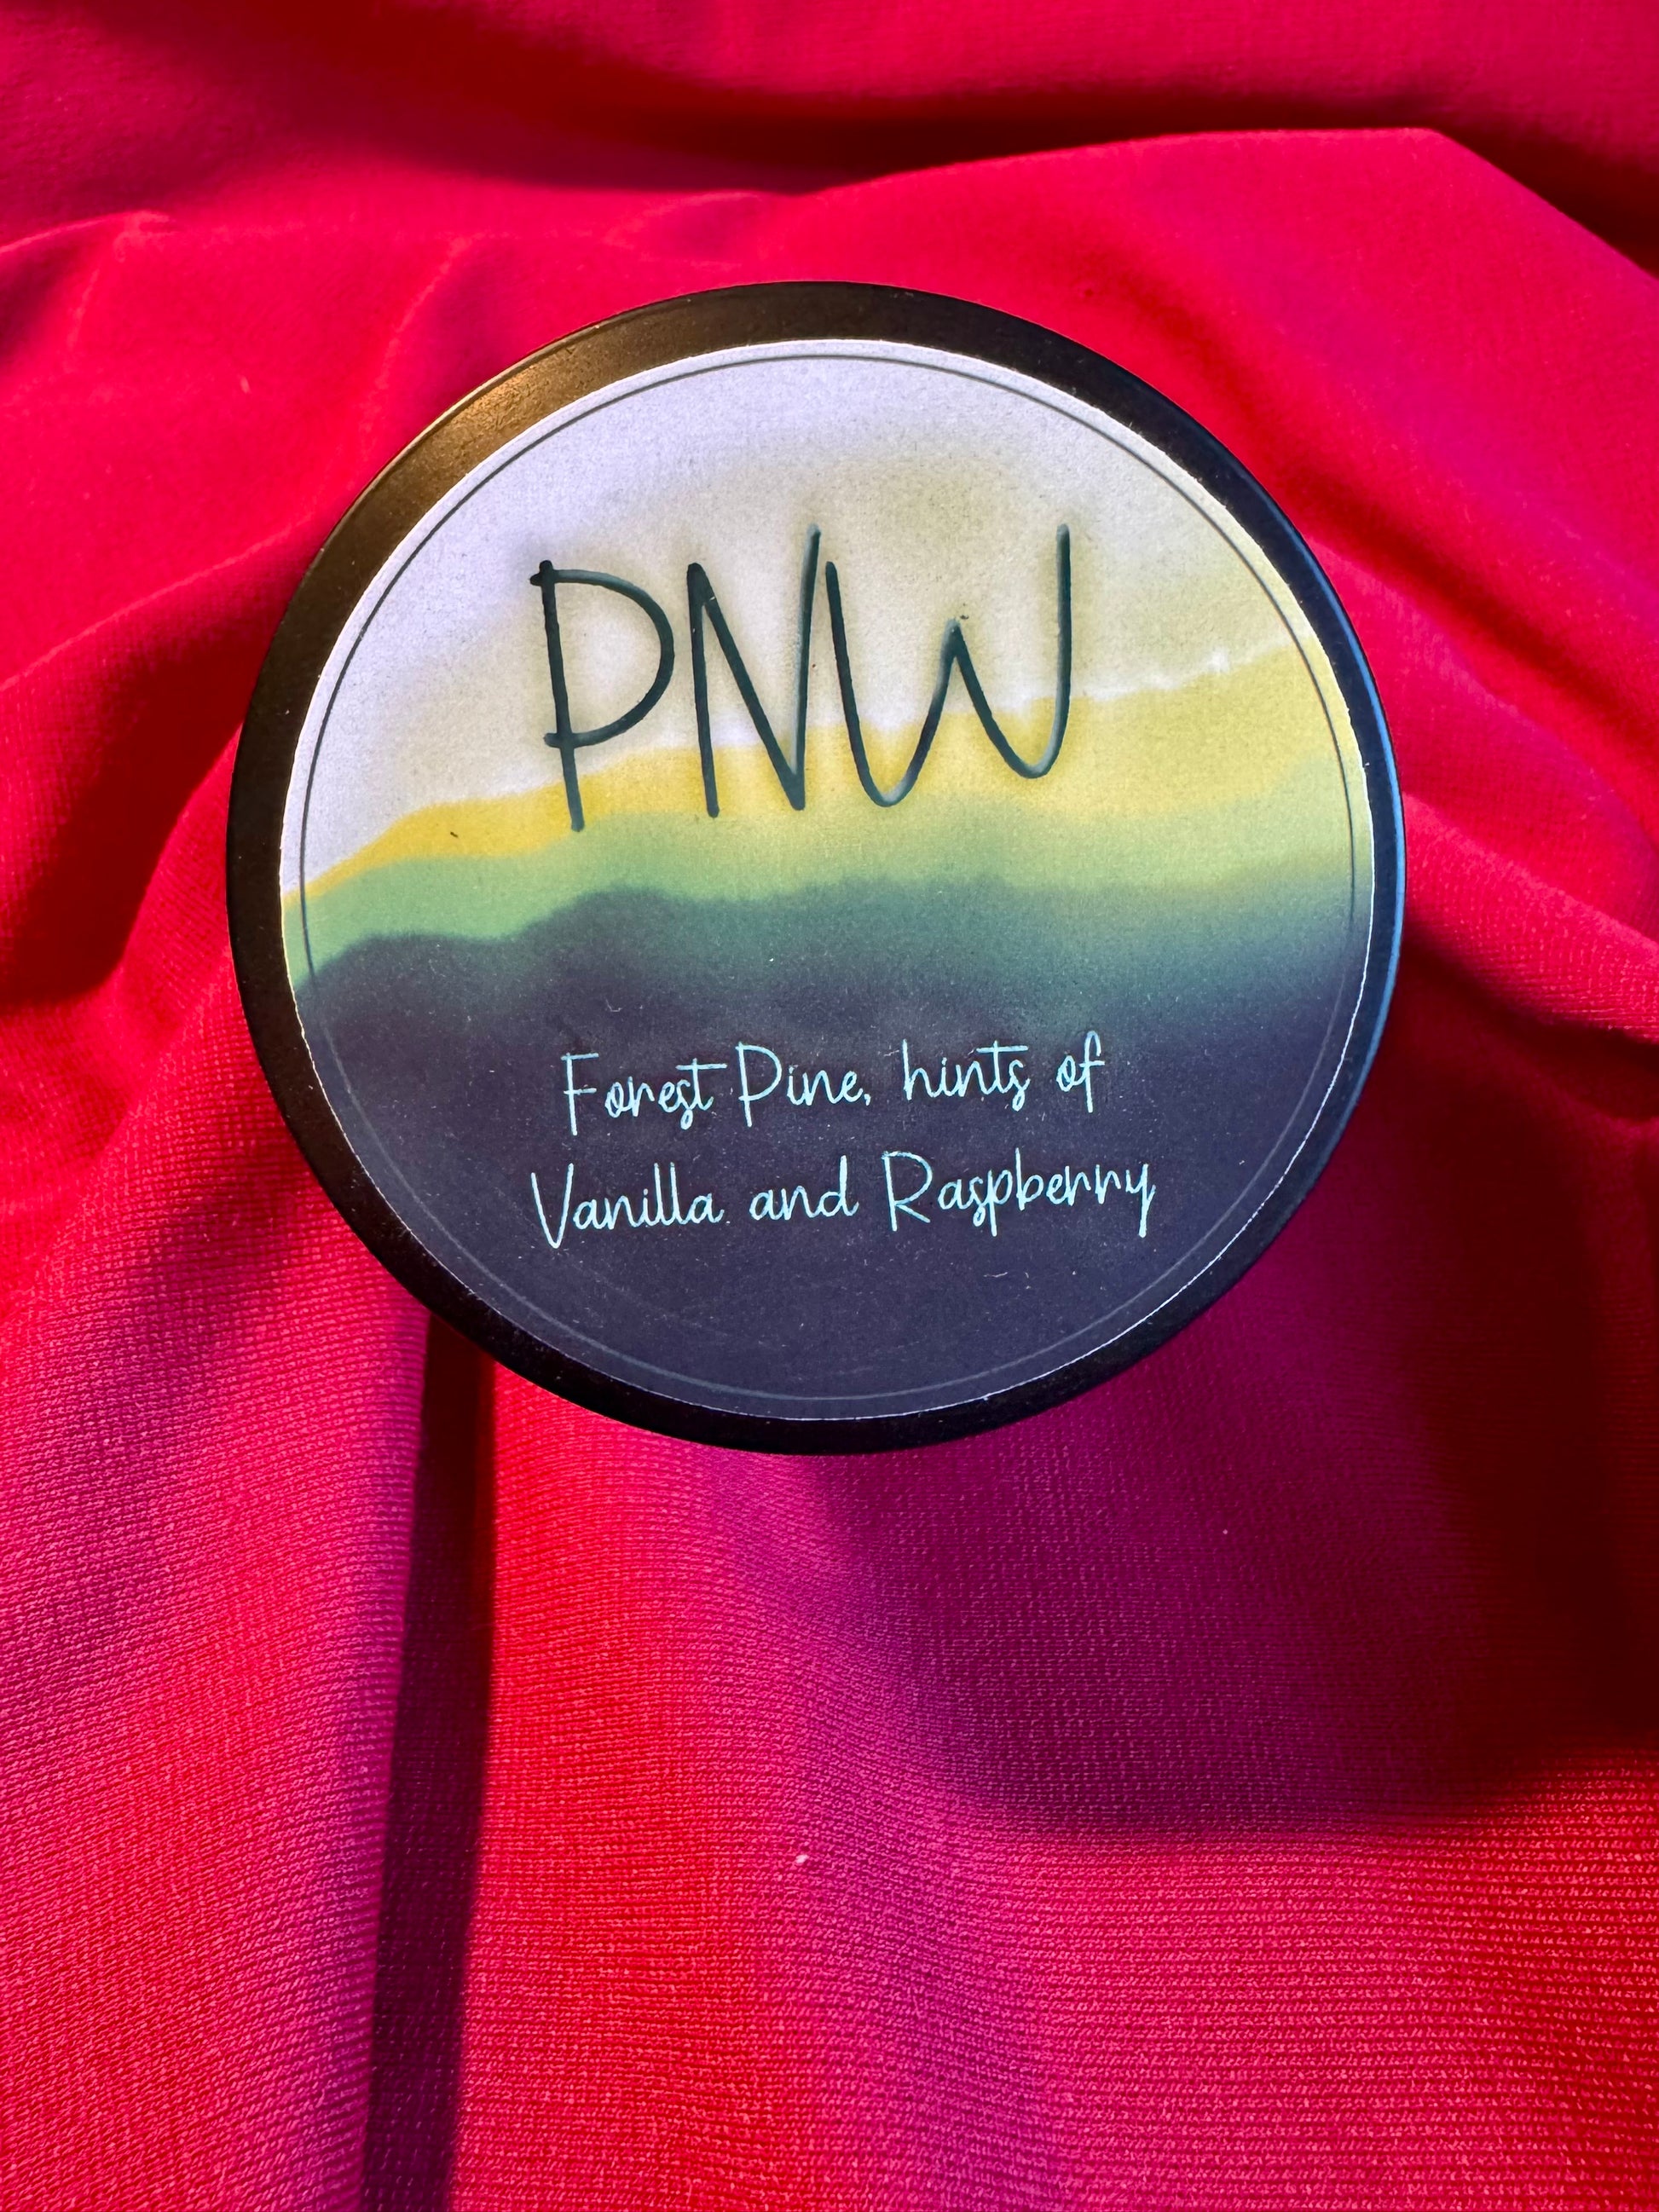 PNW
Forest Pine, hints of
Vanilla and Raspberry